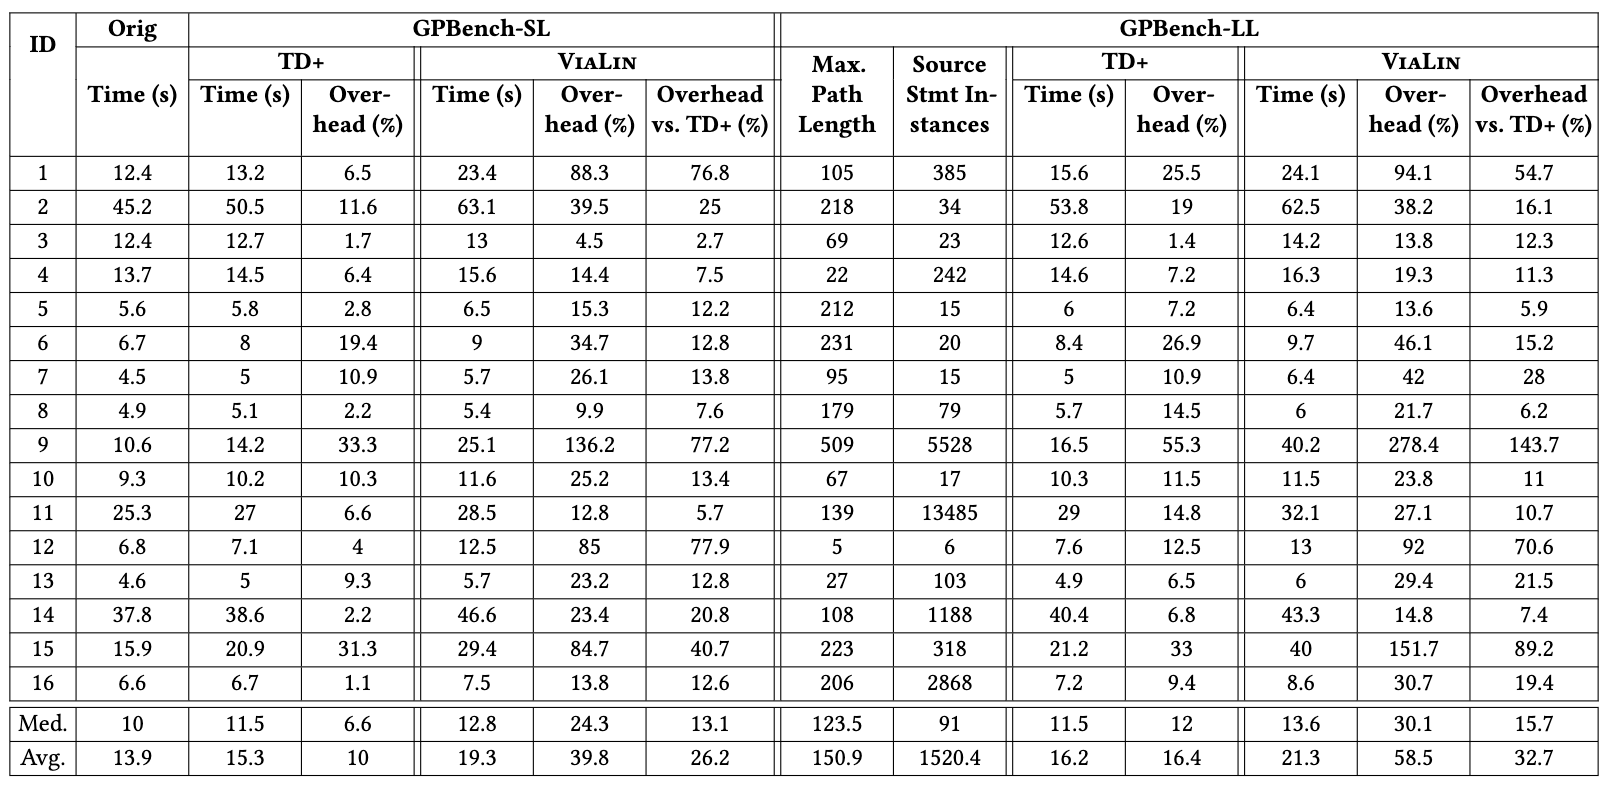 ID Orig GPBench-SL GPBench-LL
TD+ VIALIN Max. Path Length Source Stmt In-stances TD+ VIALIN
Time (s) Time (s) Over-head (%) Time (s) Over-head (%) Overhead vs. TD+ (%) Time (s) Over-head (%) Time (s) Over-head (%) Overhead vs. TD+ (%)
1 12.4 13.2 6.5 23.4 88.3 76.8 105 385 15.6 25.5 24.1 94.1 54.7
2 45.2 50.5 11.6 63.1 39.5 25 218 34 53.8 19 62.5 38.2 16.1
3 12.4 12.7 1.7 13 4.5 2.7 69 23 12.6 1.4 14.2 13.8 12.3
4 13.7 14.5 6.4 15.6 14.4 7.5 22 242 14.6 7.2 16.3 19.3 11.3
5 5.6 5.8 2.8 6.5 15.3 12.2 212 15 6 7.2 6.4 13.6 5.9
6 6.7 8 19.4 9 34.7 12.8 231 20 8.4 26.9 9.7 46.1 15.2
7 4.5 5 10.9 5.7 26.1 13.8 95 15 5 10.9 6.4 42 28
8 4.9 5.1 2.2 5.4 9.9 7.6 179 79 5.7 14.5 6 21.7 6.2
9 10.6 14.2 33.3 25.1 136.2 77.2 509 5528 16.5 55.3 40.2 278.4 143.7
10 9.3 10.2 10.3 11.6 25.2 13.4 67 17 10.3 11.5 11.5 23.8 11
11 25.3 27 6.6 28.5 12.8 5.7 139 13485 29 14.8 32.1 27.1 10.7
12 6.8 7.1 4 12.5 85 77.9 5 6 7.6 12.5 13 92 70.6
13 4.6 5 9.3 5.7 23.2 12.8 27 103 4.9 6.5 6 29.4 21.5
14 37.8 38.6 2.2 46.6 23.4 20.8 108 1188 40.4 6.8 43.3 14.8 7.4
15 15.9 20.9 31.3 29.4 84.7 40.7 223 318 21.2 33 40 151.7 89.2
16 6.6 6.7 1.1 7.5 13.8 12.6 206 2868 7.2 9.4 8.6 30.7 19.4
Med. 10 11.5 6.6 12.8 24.3 13.1 123.5 91 11.5 12 13.6 30.1 15.7
Avg. 13.9 15.3 10 19.3 39.8 26.2 150.9 1520.4 16.2 16.4 21.3 58.5 32.7